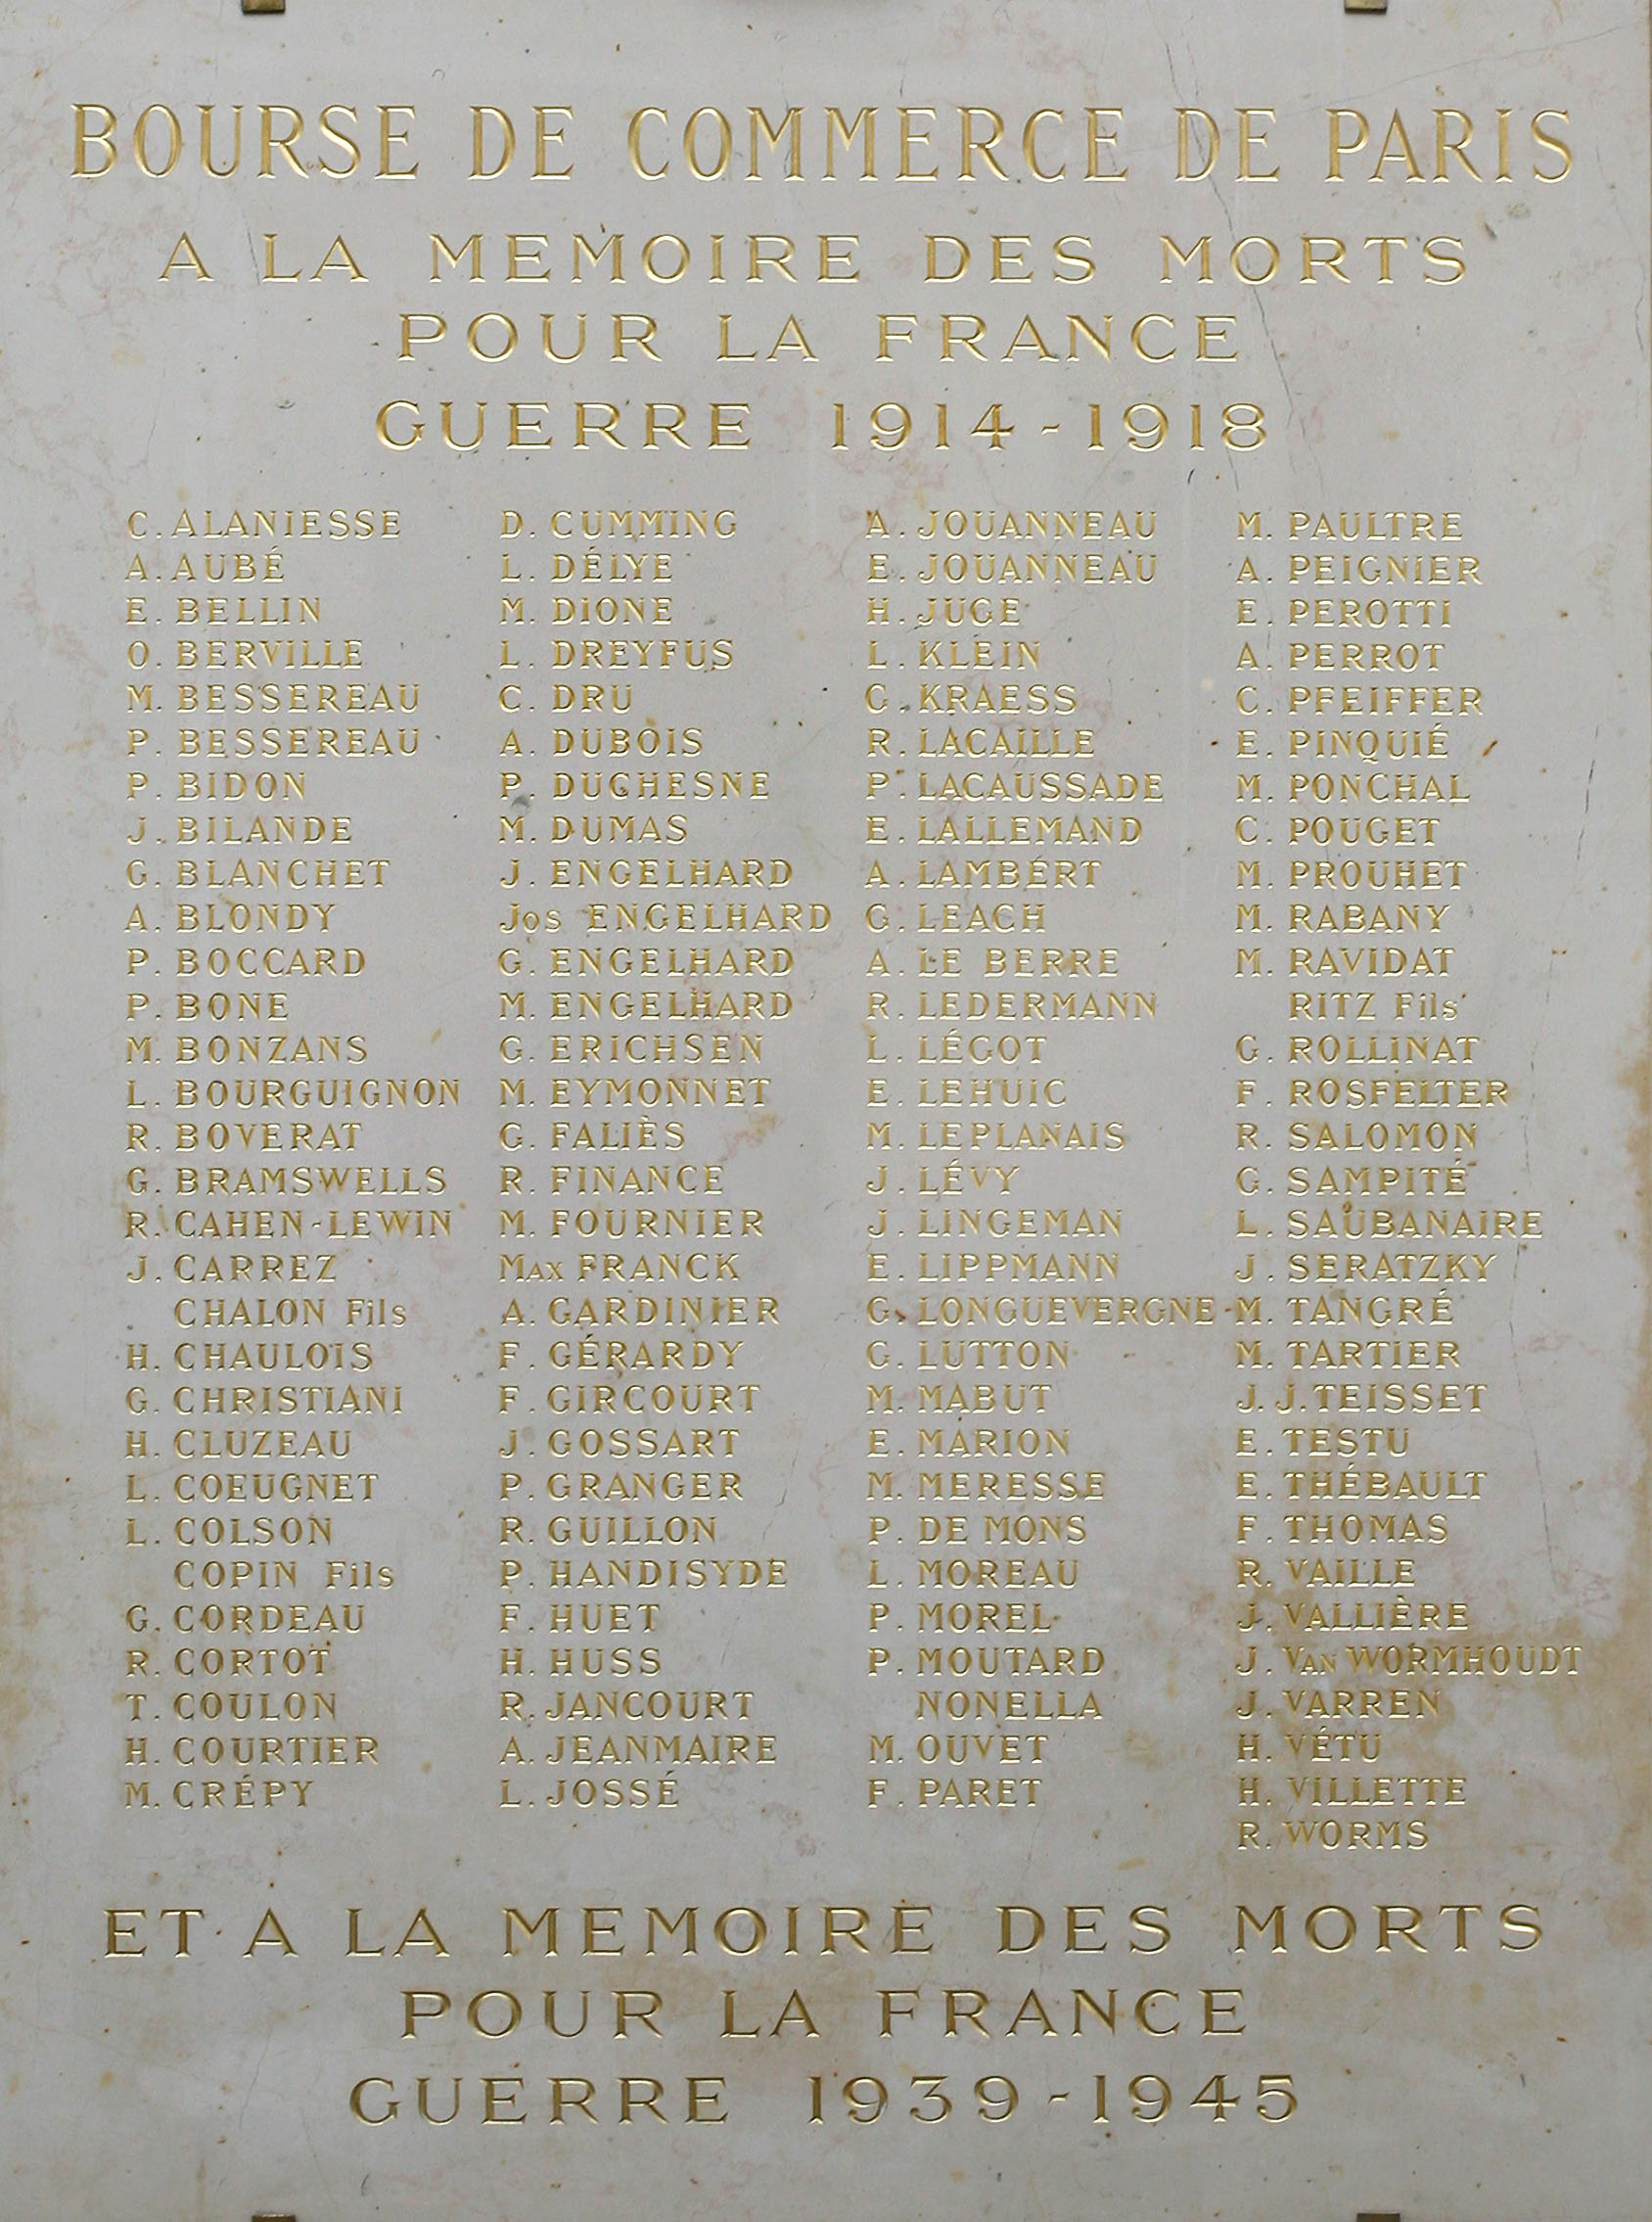 BOURSE DE COMMERCE DE PARIS
A LA MEMOIRE DES MORTS
POUR LA FRANCE
GUERRE 1914-1918
C. ALANIESSE
A. AUBÉ
E. BELLIN
O. BERVILLE
M. BESSEREAU
P. BESSEREAU
P. BIDON
J. BILANDE
G. BLANCHET
A. BLONDY
P. BOCCARD
P. BONE
M. BONZANS
L. BOURGUIGNON
R. BOVERAT
G. BRAMSWELLS
R. CAHEN-LEWIN
J. CARREZ
CHALON Fils
H. CHAULOIS
G. CHRISTIANI
H. CLUZEAU
L. COEUGNET
L. COLSON
COPIN Fils
G. CORDEAU
R. CORTOT
T. COULON
H. COURTIER
M. CRÉPY
D. CUMMING
L. DÉLYE
M. DIONE
L. DREYFUS
C. DRU
A. DUBOIS
P. DUCHESNE
M. DUMAS
J. ENGELHARD
Jos ENGELHARD
G. ENGELHARD
M. ENGELHARD
G. ERICHSEN
M. EYMONNET
G. FALIÈS
R. FINANCE
M. FOURNIER
MAX FRANCK
A. GARDINIER
F. GÉRARDY
F. GIRCOURT
J. GOSSART
P. GRANGER
R. GUILLON
P. HANDISYDE
F. HUET
H. HUSS
R. JANCOURT
A. JEANMAIRE
L. JOSSÉ
A. JOUANNEAU
E. JOUANNEAU
H. JUGE
L. KLEIN
G. KRAESS
R. LACAILLE
P. LACAUSSADE
E. LALLEMAND
A. LAMBERT
G. LEACH
A. LE BERRE
R. LEDERMANN
L. LÉGOT
E. LEHUIC
M. LEPLANAIS
J. LÉVY
J. LINGEMAN
E. LIPPMANN
G. LONGUEVERGNE
G. LUTTON
M. MABUT
E. MARION
M. MERESSE
P. DE MONS
L. MOREAU
P. MOREL
P. MOUTARD
NONELLA
M. OUVET
F. PARET
M. PAULTRE
A. PEIGNIER
E. PEROTTI
A. PERROT
C. PFEIFFER
E. PINQUIÉ
M. PONCHAL
C. POUGET
M. PROUHET
M. RABANY
M. RAVIDAT
RITZ Fils
G. ROLLINAT
F. ROSFELTER
R. SALOMON
G. SAMPITÉ
L. SAUBANAIRE
J. SERATZKY
M. TANGRÉ
M. TARTIER
J. J. TEISSET
E. TESTU
E. THÉBAULT
F. THOMAS
R. VAILLE
J. VALLIÈRE
J. VAN WORMHOUDT
J. VARREN
H. VÉTU
H. VILLETTE
R. WORMS
ET A LA MEMOIRE DES MORTS
POUR LA FRANCE
GUERRE 1939-1945